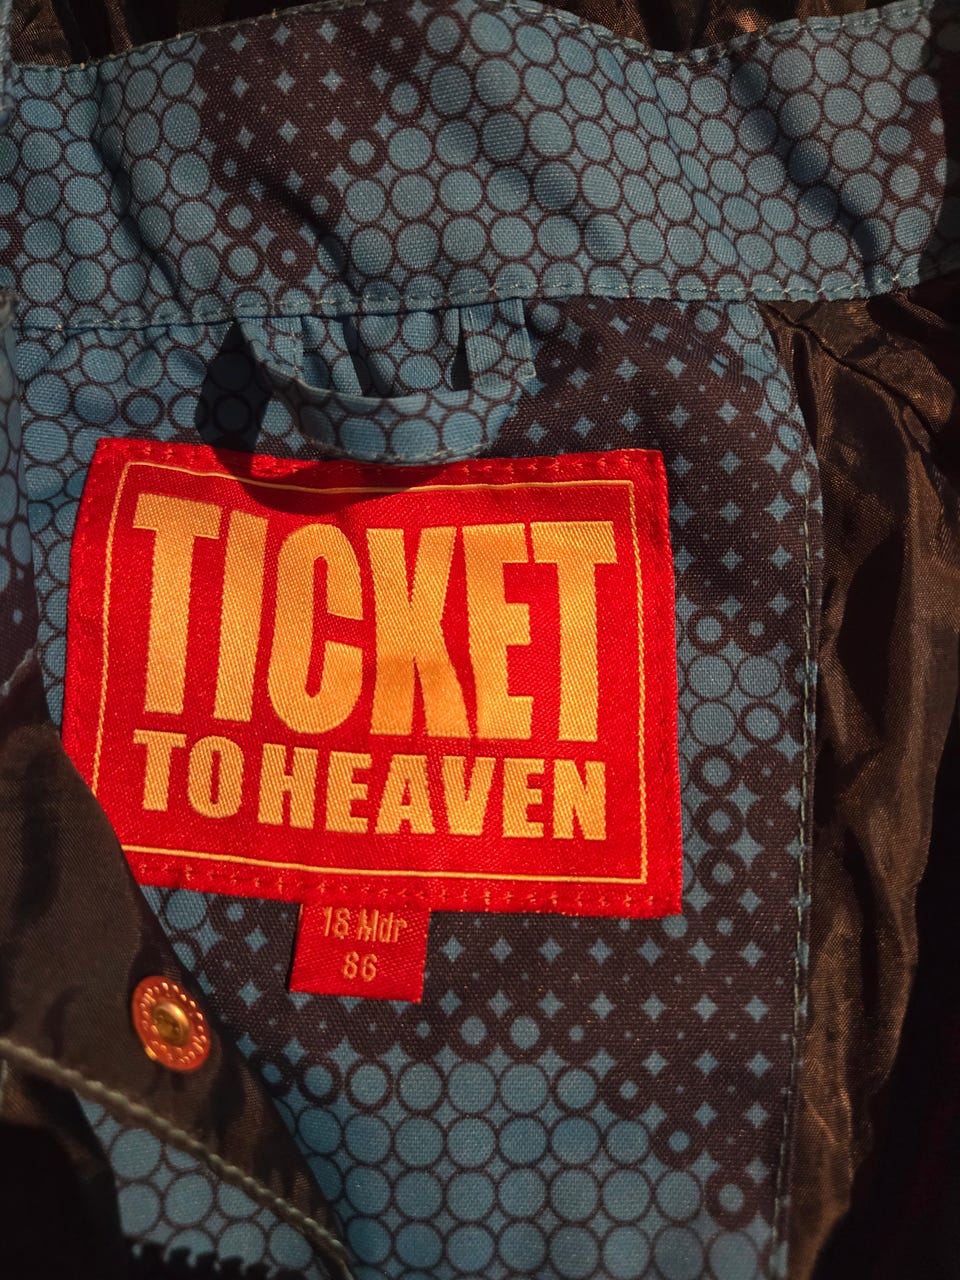 TICKET
TO HEAVEN
18 Mdr
86